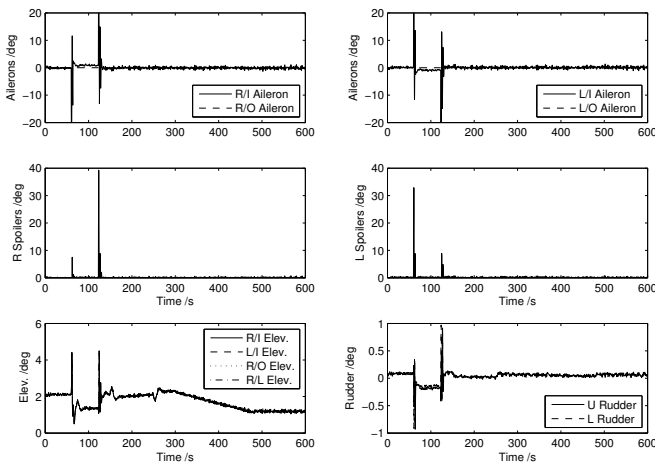 20
10
0
−10
−20
Ailerons /deg
R/I Aileron
R/O Aileron
0 100 200 300 400 500 600
20
10
0
−10
−20
Ailerons /deg
L/I Aileron
L/O Aileron
0 100 200 300 400 500 600
40
30
20
10
0
R Spoilers /deg
0 100 200 300 400 500 600
Time /s
40
30
20
10
0
L Spoilers /deg
0 100 200 300 400 500 600
Time /s
6
4
2
0
Elev. /deg
R/I Elev.
L/I Elev.
R/O Elev.
R/L Elev.
0 100 200 300 400 500 600
Time /s
1
0.5
0
−0.5
−1
Rudder /deg
U Rudder
L Rudder
0 100 200 300 400 500 600
Time /s